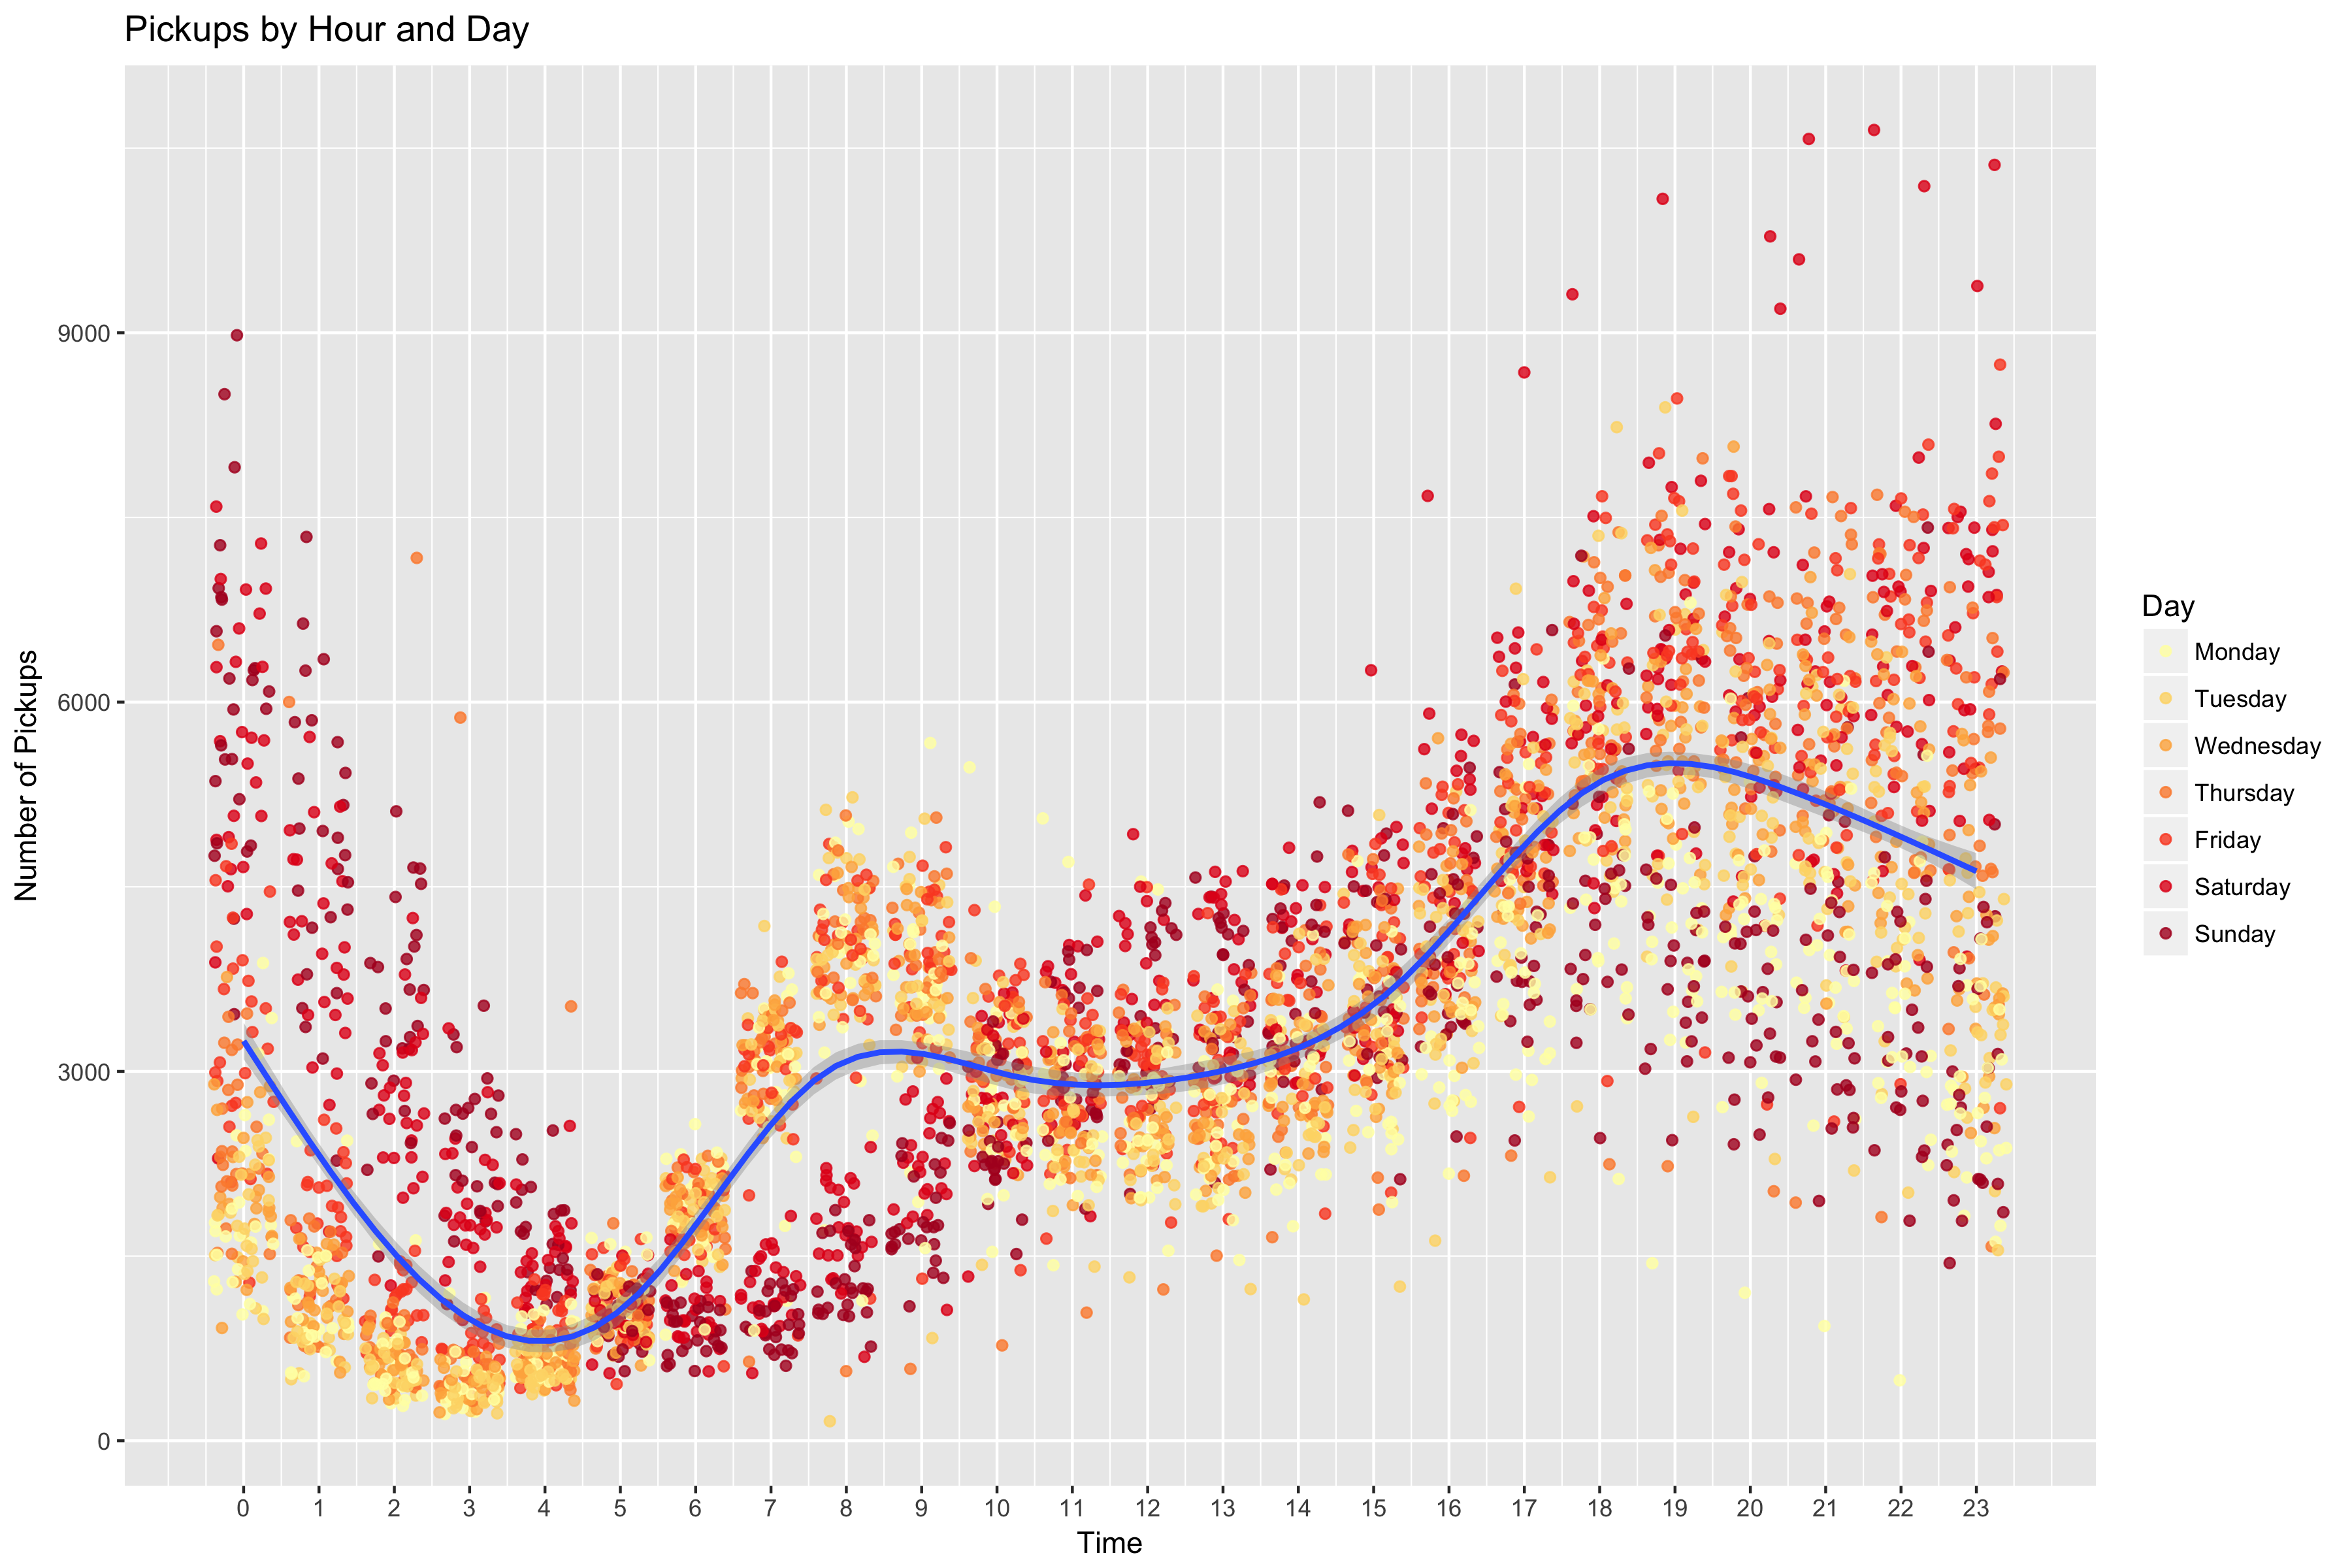 Pickups by Hour and Day
Number of Pickups
9000
6000
3000
0
0 1 2 3 4 5 6 7 8 9 10 11 12 13 14 15 16 17 18 19 20 21 22 23
Time
Day
Monday
Tuesday
Wednesday
Thursday
Friday
Saturday
Sunday